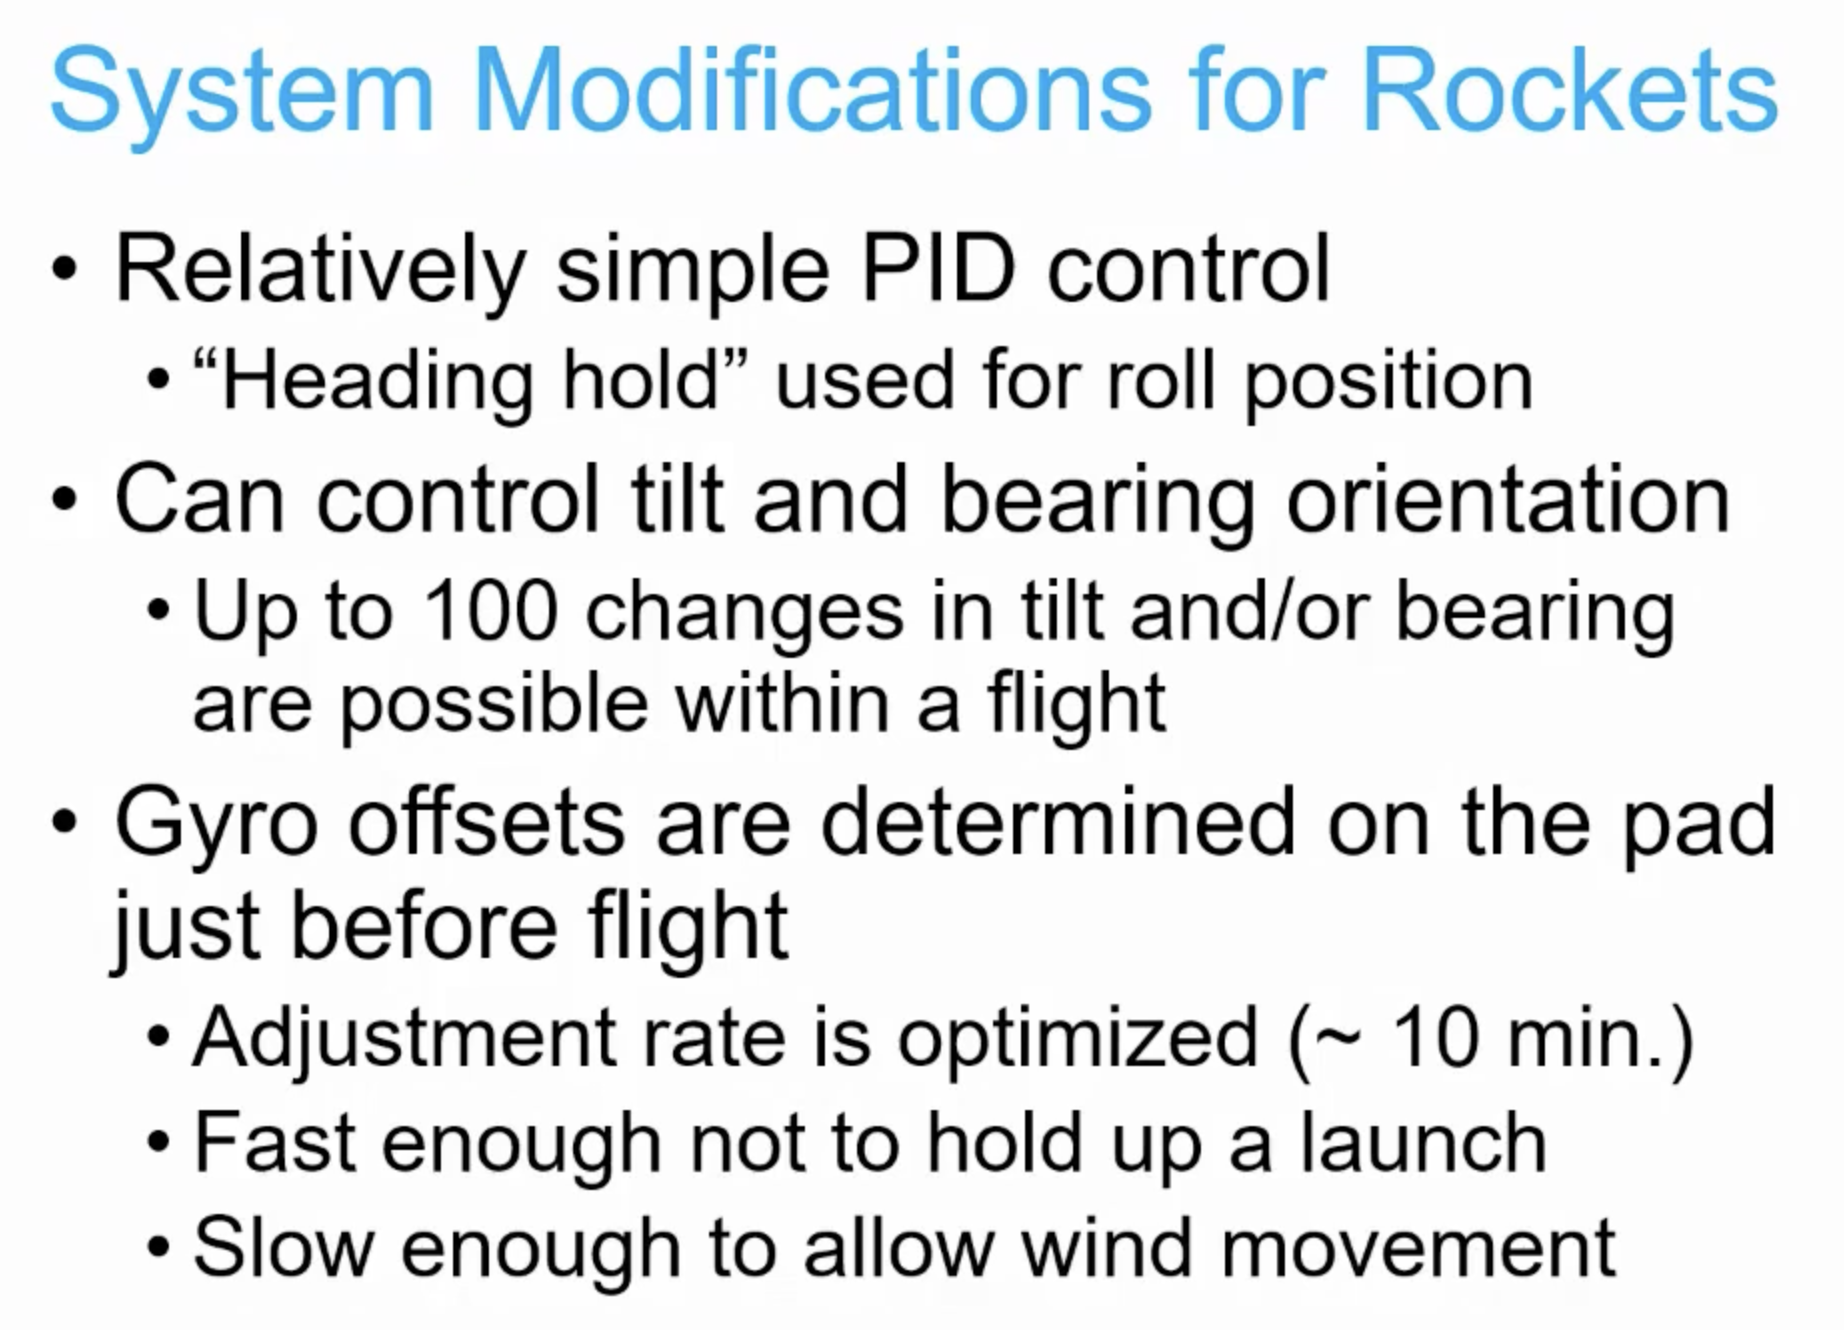 System Modifications for Rockets
• Relatively simple PID control
• “Heading hold” used for roll position
• Can control tilt and bearing orientation
• Up to 100 changes in tilt and/or bearing
are possible within a flight
• Gyro offsets are determined on the pad
just before flight
• Adjustment rate is optimized (~ 10 min.)
• Fast enough not to hold up a launch
• Slow enough to allow wind movement